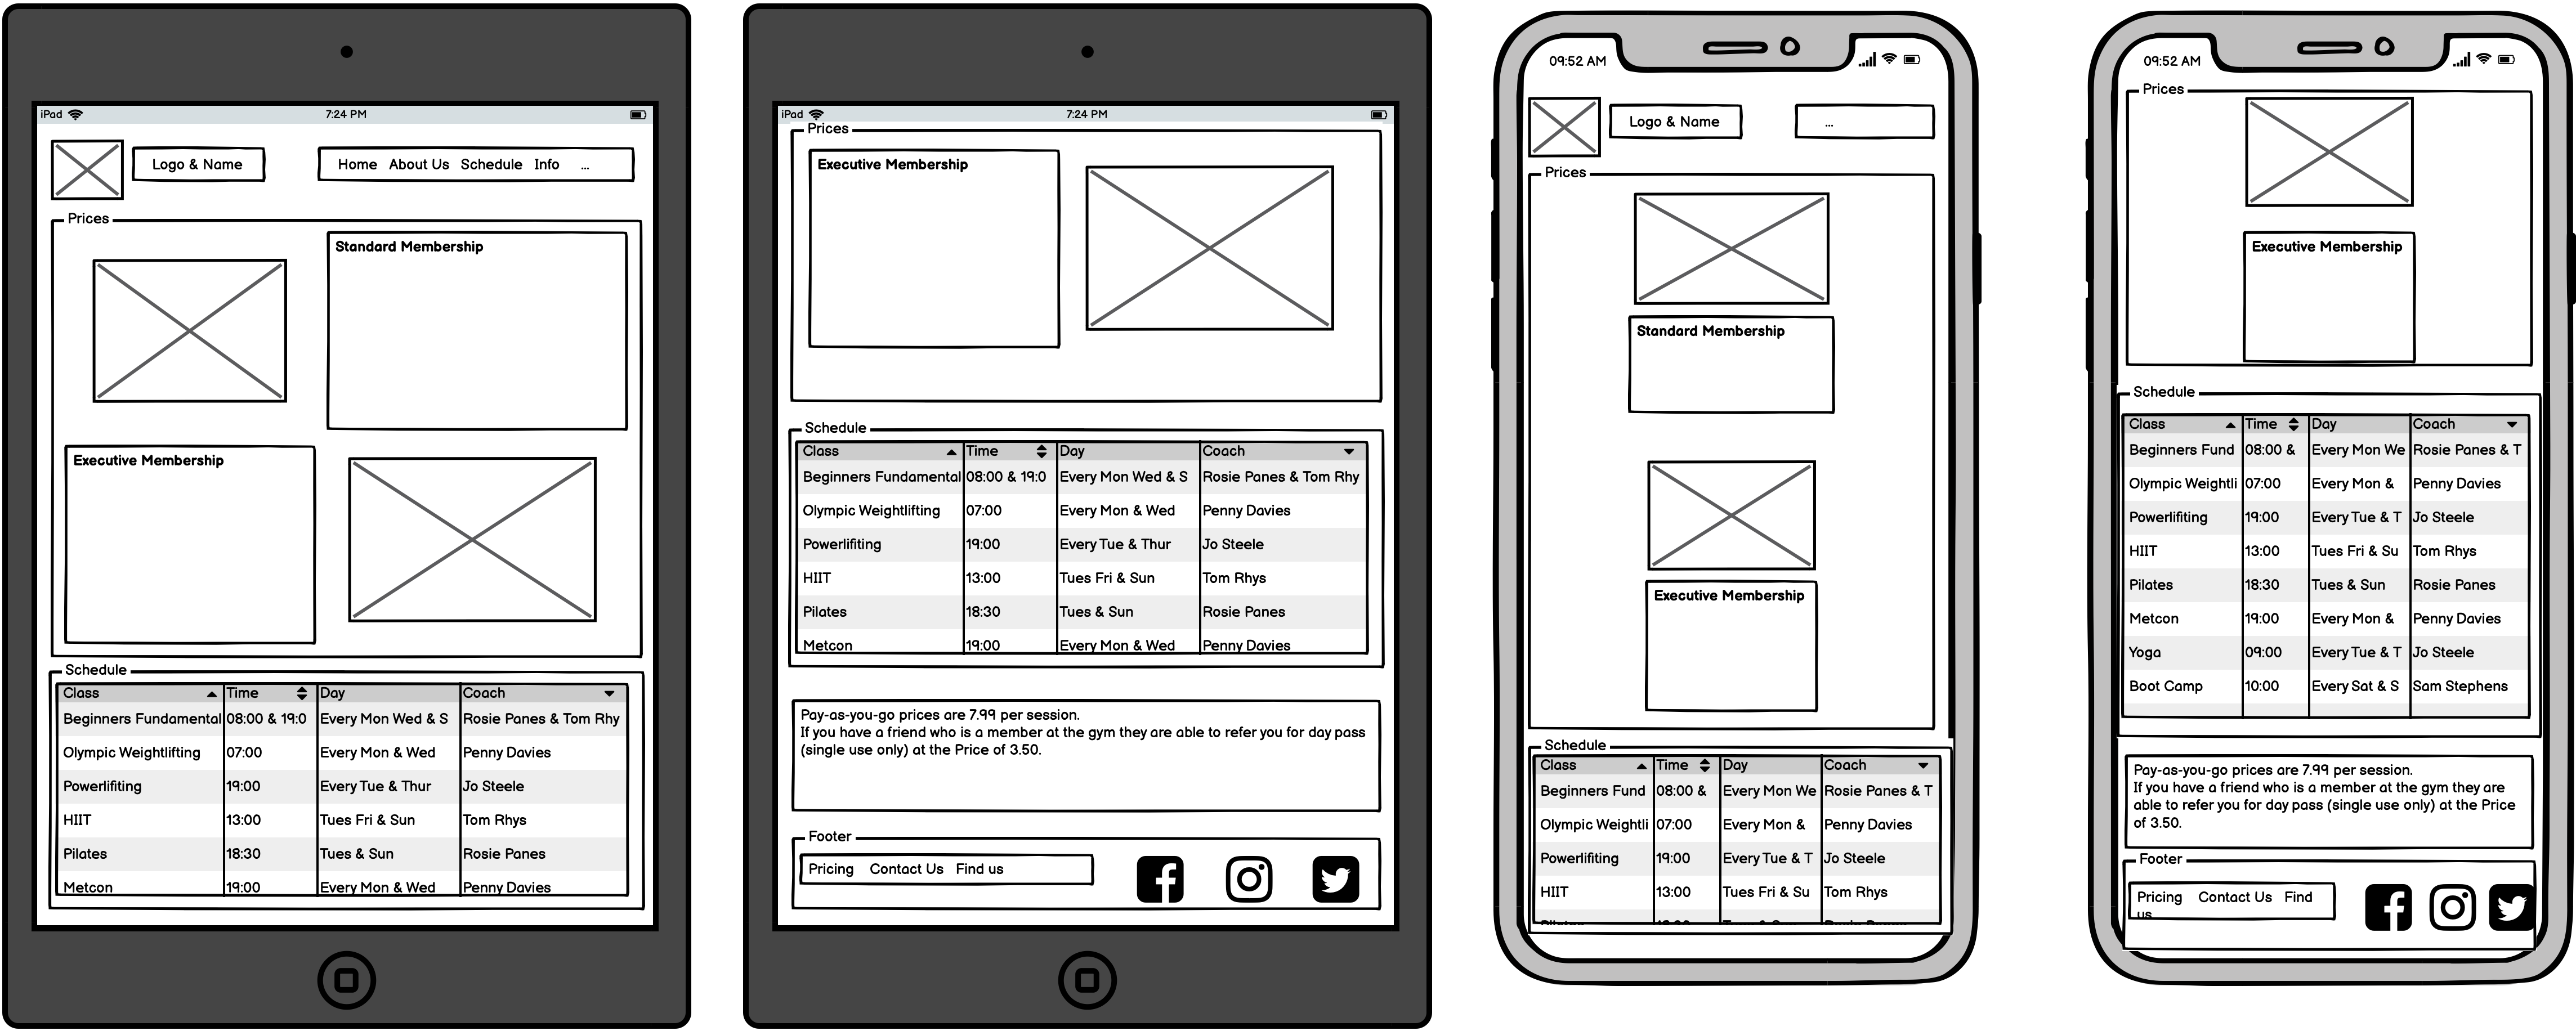 iPad 7:24 PM
Logo & Name
Home About Us Schedule Info ...
Prices
Standard Membership
Executive Membership
Schedule
Class Time Day Coach
Beginners Fundamental 08:00 & 19:0 Every Mon Wed & S Rosie Panes & Tom Rhy
Olympic Weightlifting 07:00 Every Mon & Wed Penny Davies
Powerlifiting 19:00 Every Tue & Thur Jo Steele
HIIT 13:00 Tues Fri & Sun Tom Rhys
Pilates 18:30 Tues & Sun Rosie Panes
Metcon 19:00 Every Mon & Wed Penny Davies
iPad 7:24 PM
Prices
Executive Membership
Schedule
Class Time Day Coach
Beginners Fundamental 08:00 & 19:0 Every Mon Wed & S Rosie Panes & Tom Rhy
Olympic Weightlifting 07:00 Every Mon & Wed Penny Davies
Powerlifiting 19:00 Every Tue & Thur Jo Steele
HIIT 13:00 Tues Fri & Sun Tom Rhys
Pilates 18:30 Tues & Sun Rosie Panes
Metcon 19:00 Every Mon & Wed Penny Davies
Pay-as-you-go prices are 7.99 per session.
If you have a friend who is a member at the gym they are able to refer you for day pass
(single use only) at the Price of 3.50.
Footer
Pricing Contact Us Find us
09:52 AM
Logo & Name
...
Prices
Standard Membership
Executive Membership
Schedule
Class Time Day Coach
Beginners Fund 08:00 & Every Mon We Rosie Panes & T
Olympic Weightli 07:00 Every Mon & Penny Davies
Powerlifiting 19:00 Every Tue & T Jo Steele
HIIT 13:00 Tues Fri & Su Tom Rhys
09:52 AM
Prices
Executive Membership
Schedule
Class Time Day Coach
Beginners Fund 08:00 & Every Mon We Rosie Panes & T
Olympic Weightli 07:00 Every Mon & Penny Davies
Powerlifiting 19:00 Every Tue & T Jo Steele
HIIT 13:00 Tues Fri & Su Tom Rhys
Pilates 18:30 Tues & Sun Rosie Panes
Metcon 19:00 Every Mon & Penny Davies
Yoga 09:00 Every Tue & T Jo Steele
Boot Camp 10:00 Every Sat & S Sam Stephens
Pay-as-you-go prices are 7.99 per session.
If you have a friend who is a member at the gym they are
able to refer you for day pass (single use only) at the Price
of 3.50.
Footer
Pricing Contact Us Find
us